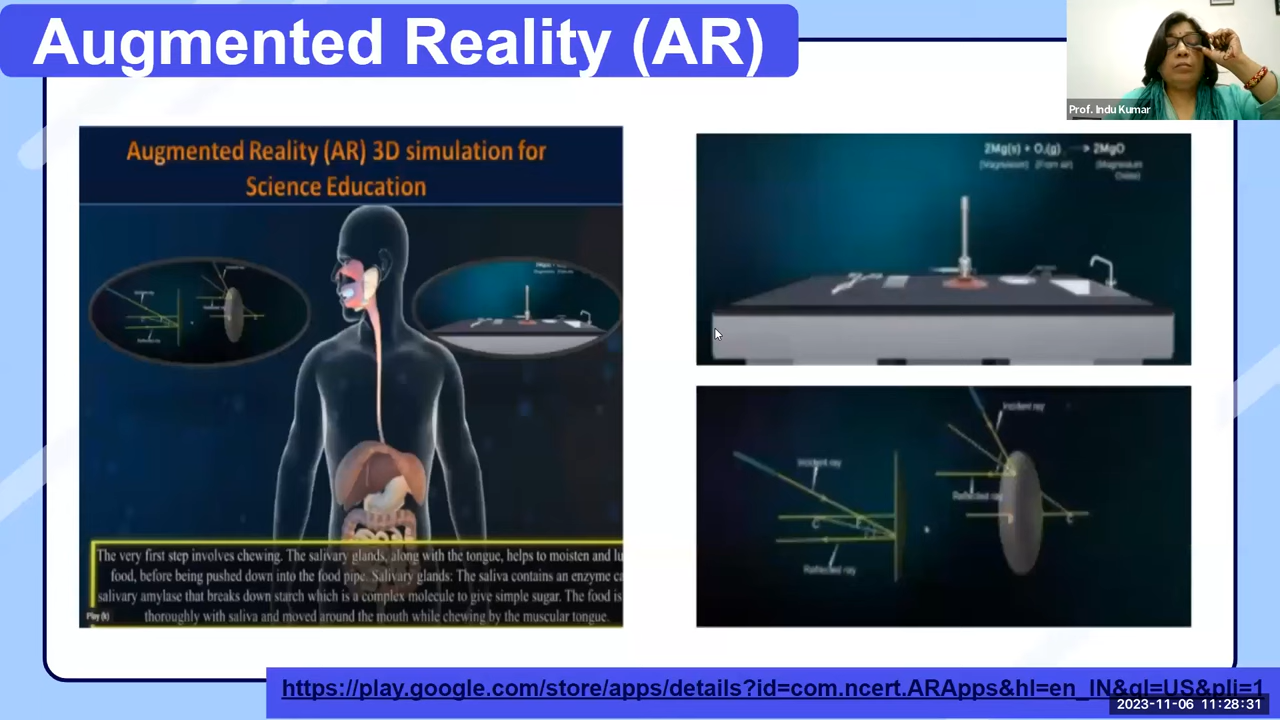 Augmented Reality (AR)
Prof. Indu Kumar
Augmented Reality (AR) 3D simulation for
Science Education
The very first step involves chewing. The salivary glands, along with the tongue, helps to moisten and lu
food, before being pushed down into the food pipe. Salivary glands: The saliva contains an enzyme ca
salivary amylase that breaks down starch which is a complex molecule to give simple sugar. The food is
thoroughly with saliva and moved around the mouth while chewing by the muscular tongue.
Play (k)
2Mg(s) + O₂(g) → 2MgO
(Magnesium) (From air) (Magnesium
Oxide)
Incident ray
Incident ray
Reflected ray
Reflected ray
https://play.google.com/store/apps/details?id=com.ncert.ARApps&hl=en_IN&gl=US&pli=1
2023-11-06 11:28:31